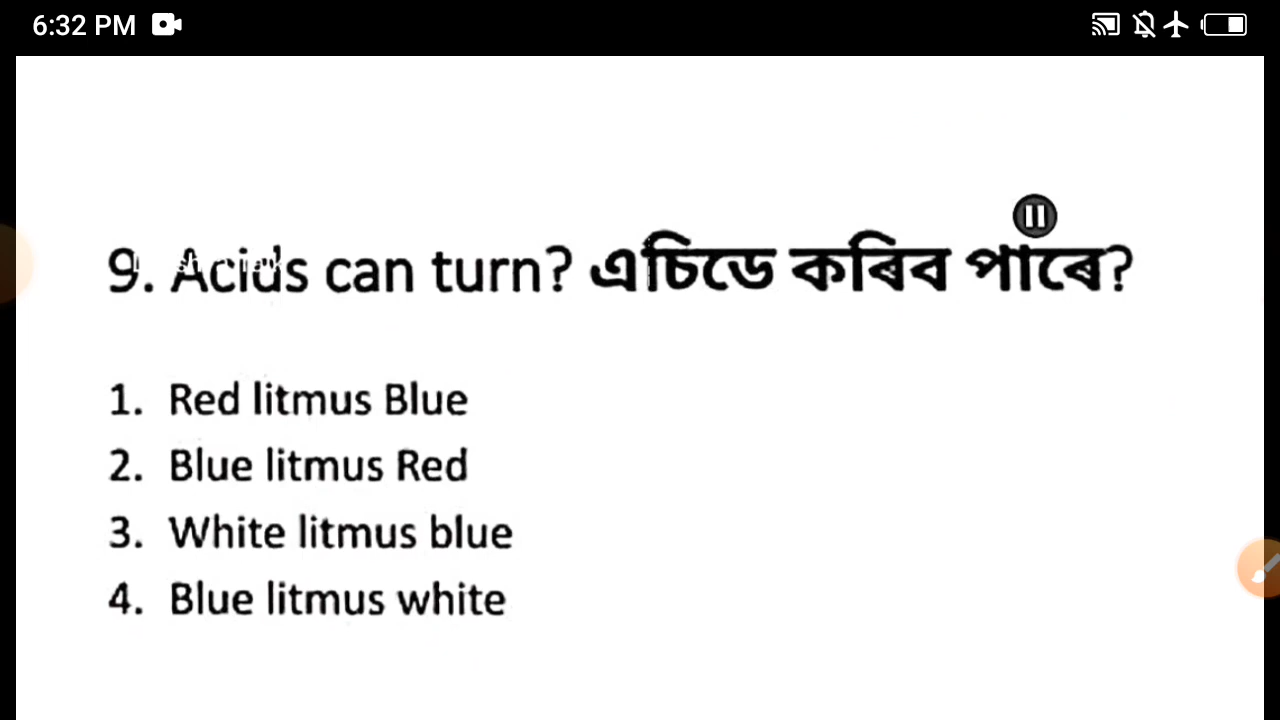 6:32 PM
9. Acids can turn? এচিডে কৰিব পাৰে?
1. Red litmus Blue
2. Blue litmus Red
3. White litmus blue
4. Blue litmus white